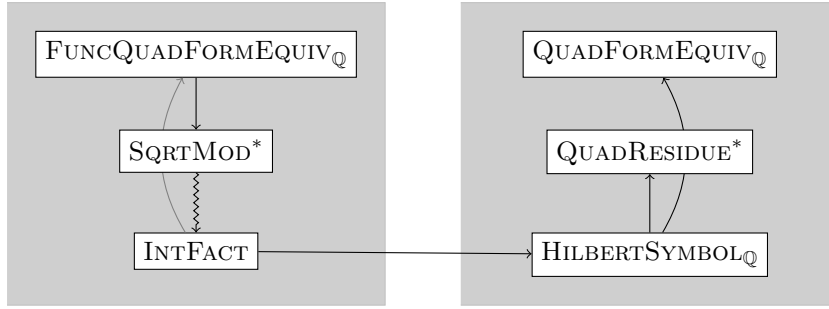 FUNCQUADFORMEQUIV_ℚ
QUADFORMEQUIV_ℚ
SQRTMOD*
QUADRESIDUE*
INTFACT
HILBERTSYMBOL_ℚ